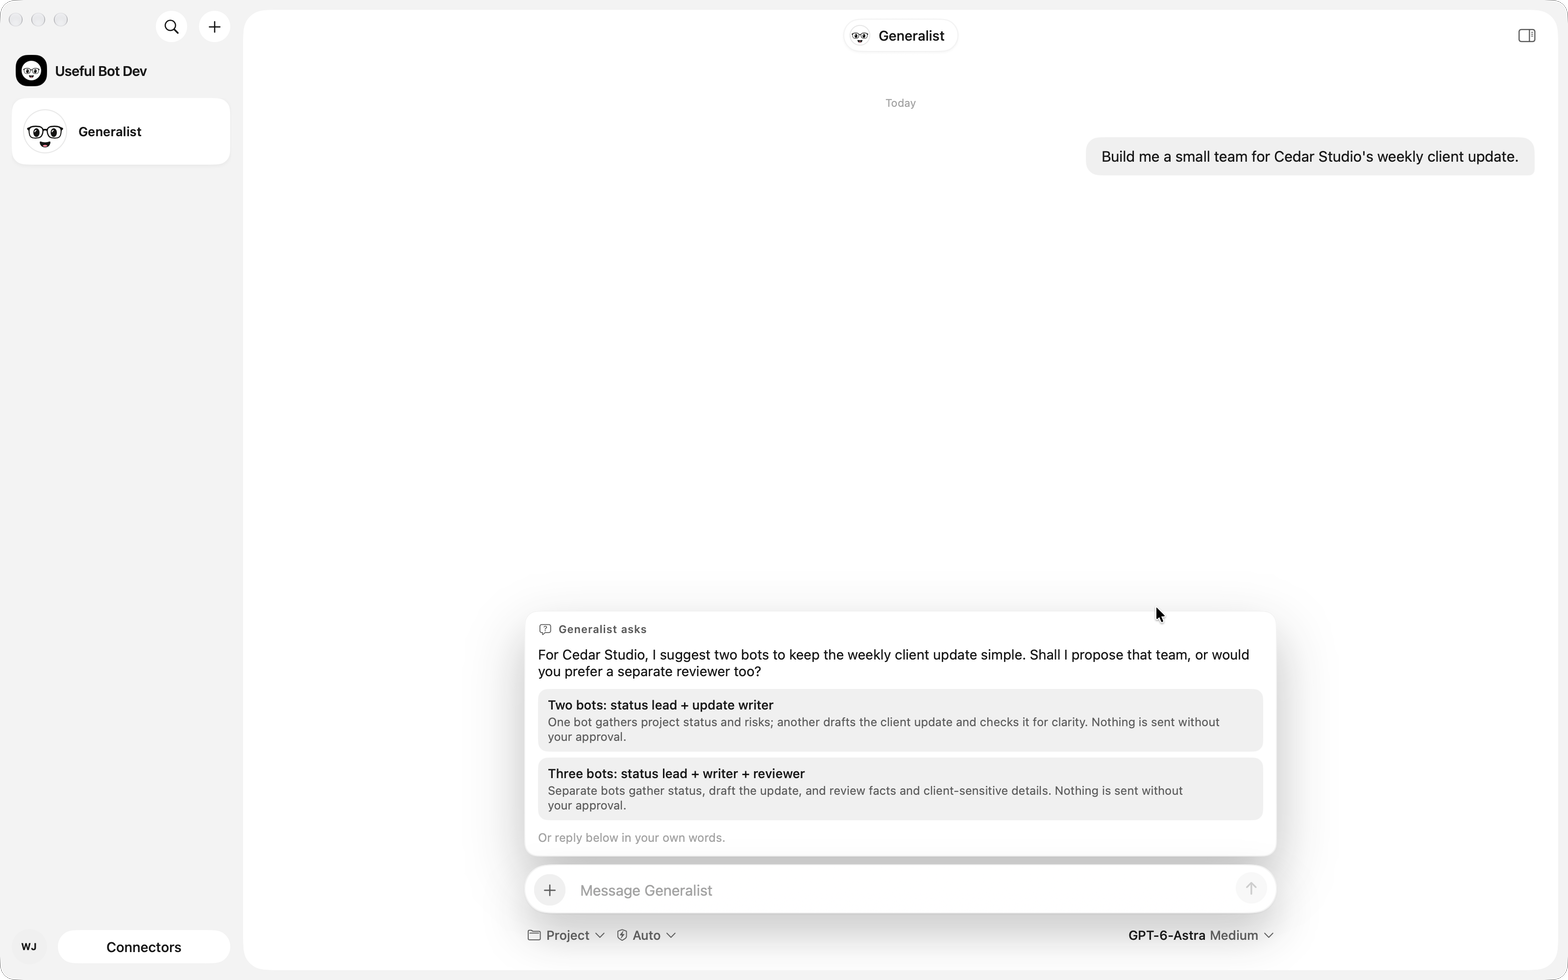 Useful Bot Dev
Generalist
Generalist
Today
Build me a small team for Cedar Studio's weekly client update.
Generalist asks
For Cedar Studio, I suggest two bots to keep the weekly client update simple. Shall I propose that team, or would
you prefer a separate reviewer too?
Two bots: status lead + update writer
One bot gathers project status and risks; another drafts the client update and checks it for clarity. Nothing is sent without
your approval.
Three bots: status lead + writer + reviewer
Separate bots gather status, draft the update, and review facts and client-sensitive details. Nothing is sent without
your approval.
Or reply below in your own words.
Message Generalist
Project Auto GPT-6-Astra Medium
WJ Connectors